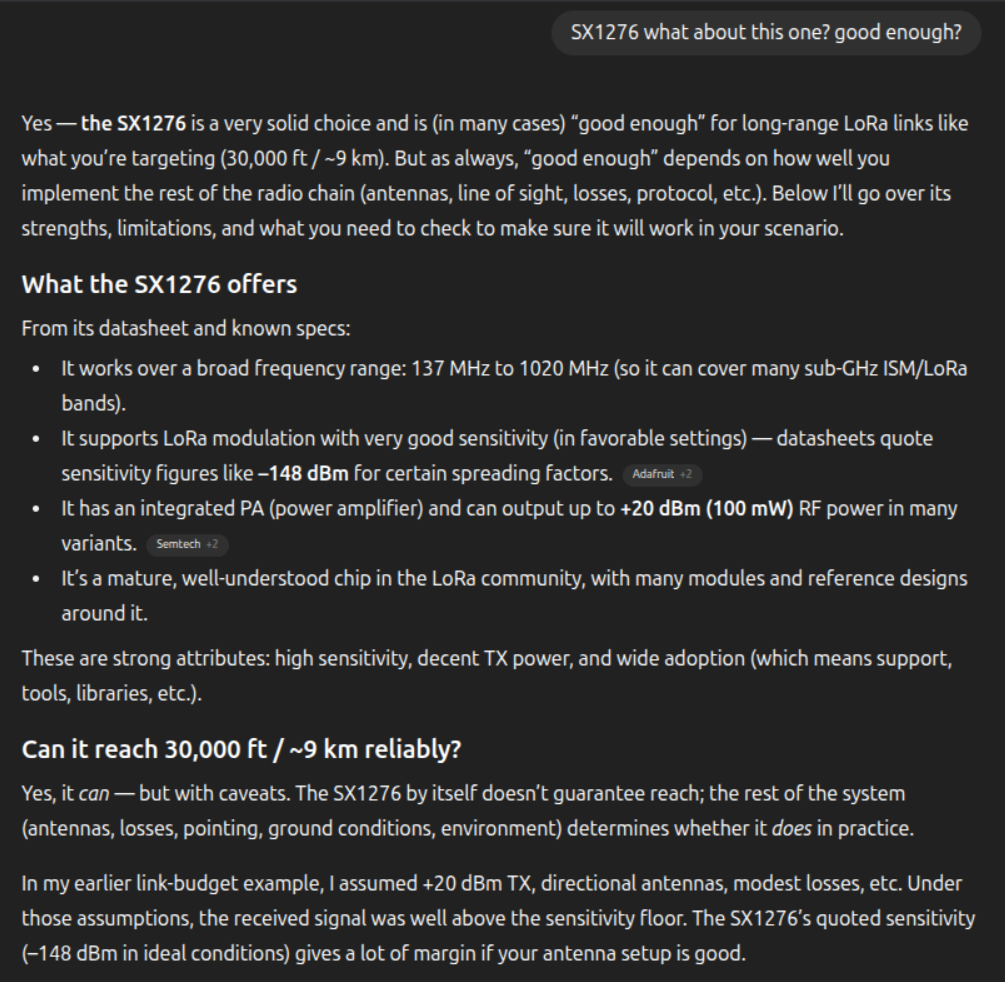 SX1276 what about this one? good enough?
Yes — the SX1276 is a very solid choice and is (in many cases) “good enough” for long-range LoRa links like
what you’re targeting (30,000 ft / ~9 km). But as always, “good enough” depends on how well you
implement the rest of the radio chain (antennas, line of sight, losses, protocol, etc.). Below I’ll go over its
strengths, limitations, and what you need to check to make sure it will work in your scenario.
What the SX1276 offers
From its datasheet and known specs:
• It works over a broad frequency range: 137 MHz to 1020 MHz (so it can cover many sub-GHz ISM/LoRa
bands).
• It supports LoRa modulation with very good sensitivity (in favorable settings) — datasheets quote
sensitivity figures like –148 dBm for certain spreading factors. Adafruit +2
• It has an integrated PA (power amplifier) and can output up to +20 dBm (100 mW) RF power in many
variants. Semtech +2
• It’s a mature, well-understood chip in the LoRa community, with many modules and reference designs
around it.
These are strong attributes: high sensitivity, decent TX power, and wide adoption (which means support,
tools, libraries, etc.).
Can it reach 30,000 ft / ~9 km reliably?
Yes, it can — but with caveats. The SX1276 by itself doesn’t guarantee reach; the rest of the system
(antennas, losses, pointing, ground conditions, environment) determines whether it does in practice.
In my earlier link-budget example, I assumed +20 dBm TX, directional antennas, modest losses, etc. Under
those assumptions, the received signal was well above the sensitivity floor. The SX1276’s quoted sensitivity
(–148 dBm in ideal conditions) gives a lot of margin if your antenna setup is good.